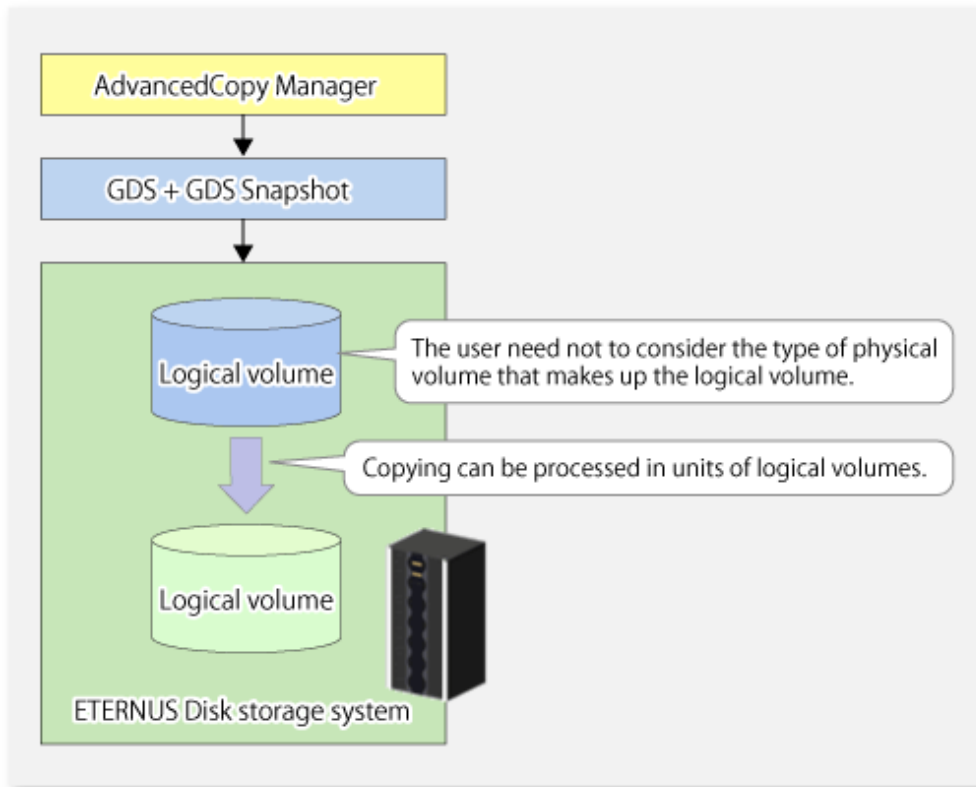 AdvancedCopy Manager
GDS + GDS Snapshot
Logical volume
The user need not to consider the type of physical
volume that makes up the logical volume.
Copying can be processed in units of logical volumes.
Logical volume
ETERNUS Disk storage system